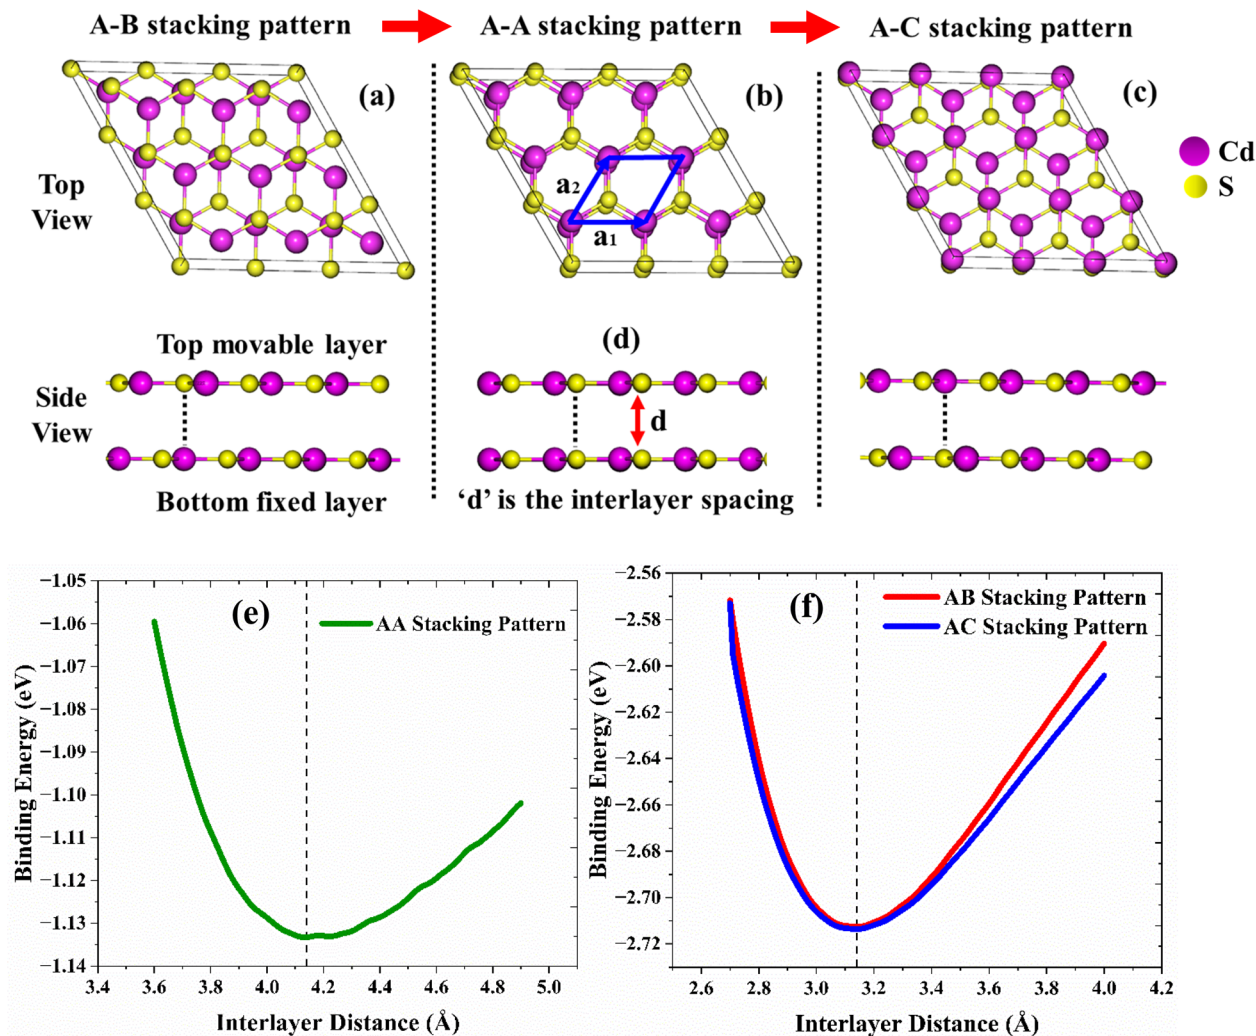 A-B stacking pattern
A-A stacking pattern
A-C stacking pattern
(a)
(b)
(c)
Cd
S
Top
View
a2
a1
(d)
Top movable layer
Side
View
d
Bottom fixed layer
‘d’ is the interlayer spacing
(e)
AA Stacking Pattern
Binding Energy (eV)
−1.05
−1.06
−1.07
−1.08
−1.09
−1.10
−1.11
−1.12
−1.13
−1.14
3.4 3.6 3.8 4.0 4.2 4.4 4.6 4.8 5.0
Interlayer Distance (Å)
(f)
AB Stacking Pattern
AC Stacking Pattern
Binding Energy (eV)
−2.56
−2.58
−2.60
−2.62
−2.64
−2.66
−2.68
−2.70
−2.72
2.6 2.8 3.0 3.2 3.4 3.6 3.8 4.0 4.2
Interlayer Distance (Å)